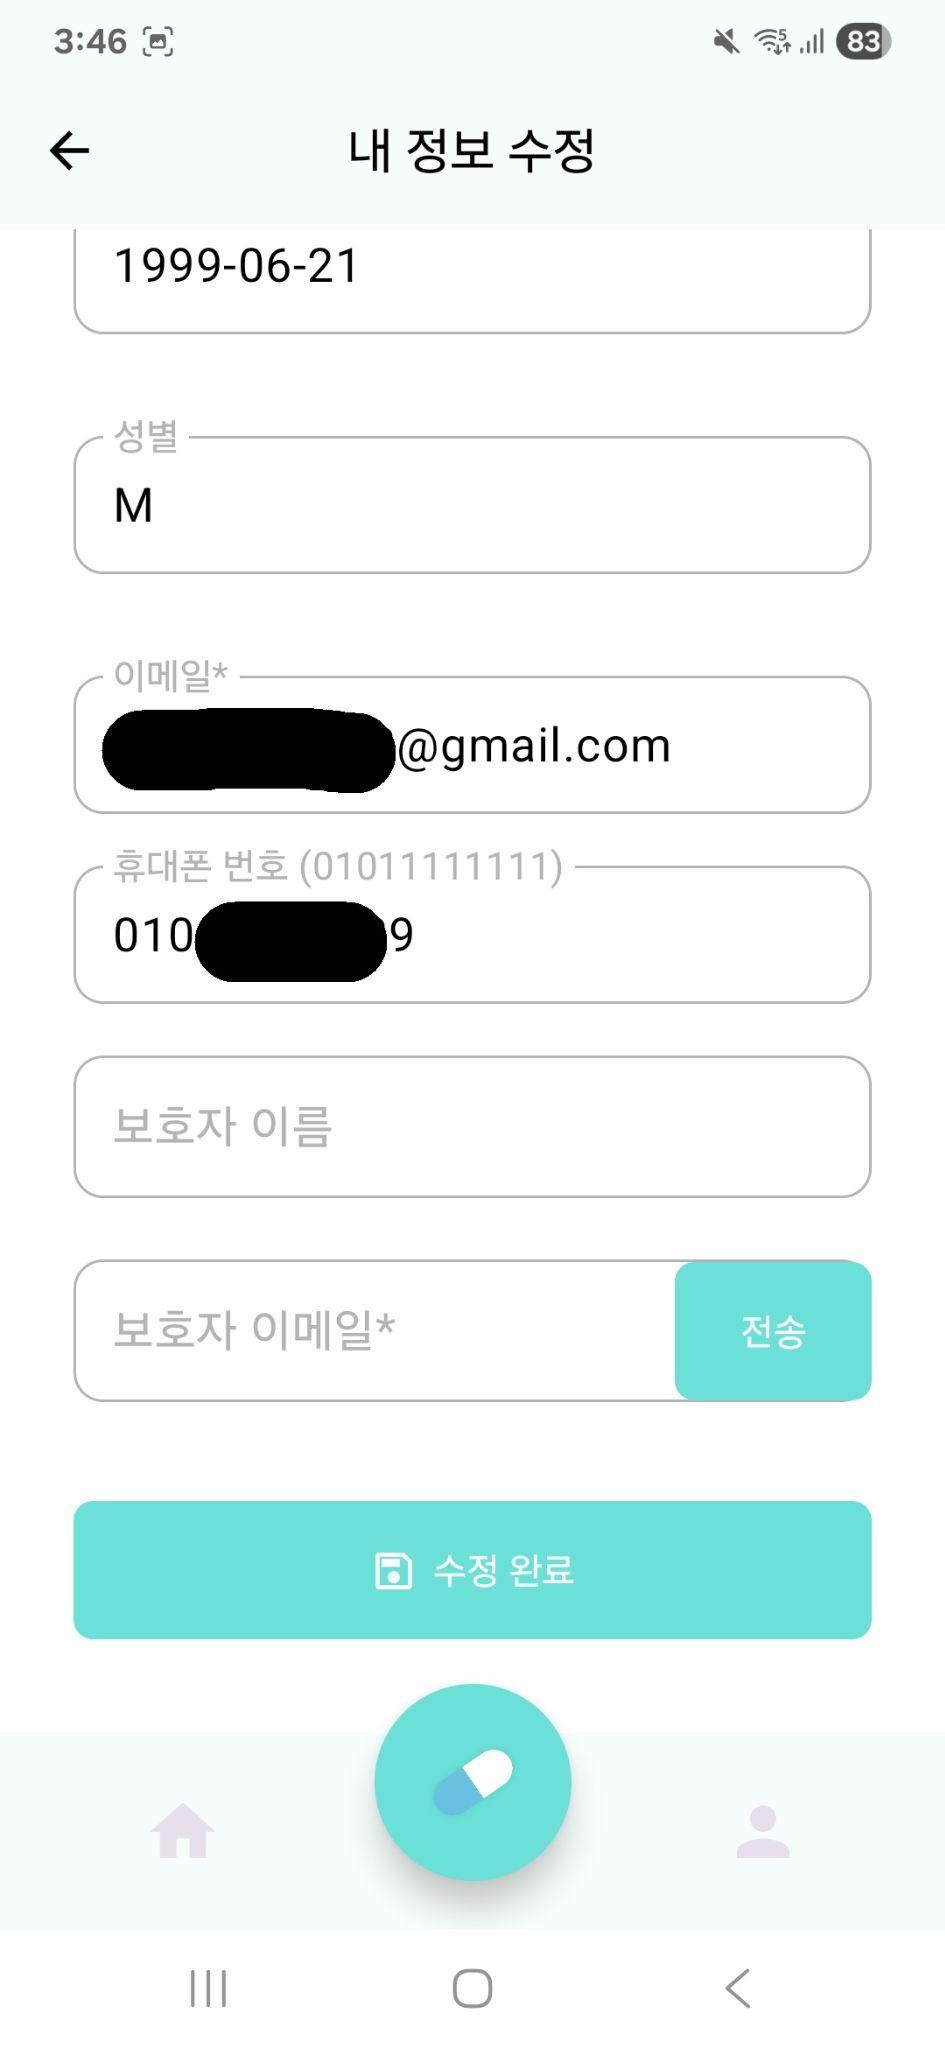 3:46
5
83
내 정보 수정
1999-06-21
성별
M
이메일*
@gmail.com
휴대폰 번호 (01011111111)
010 9
보호자 이름
보호자 이메일*
전송
수정 완료